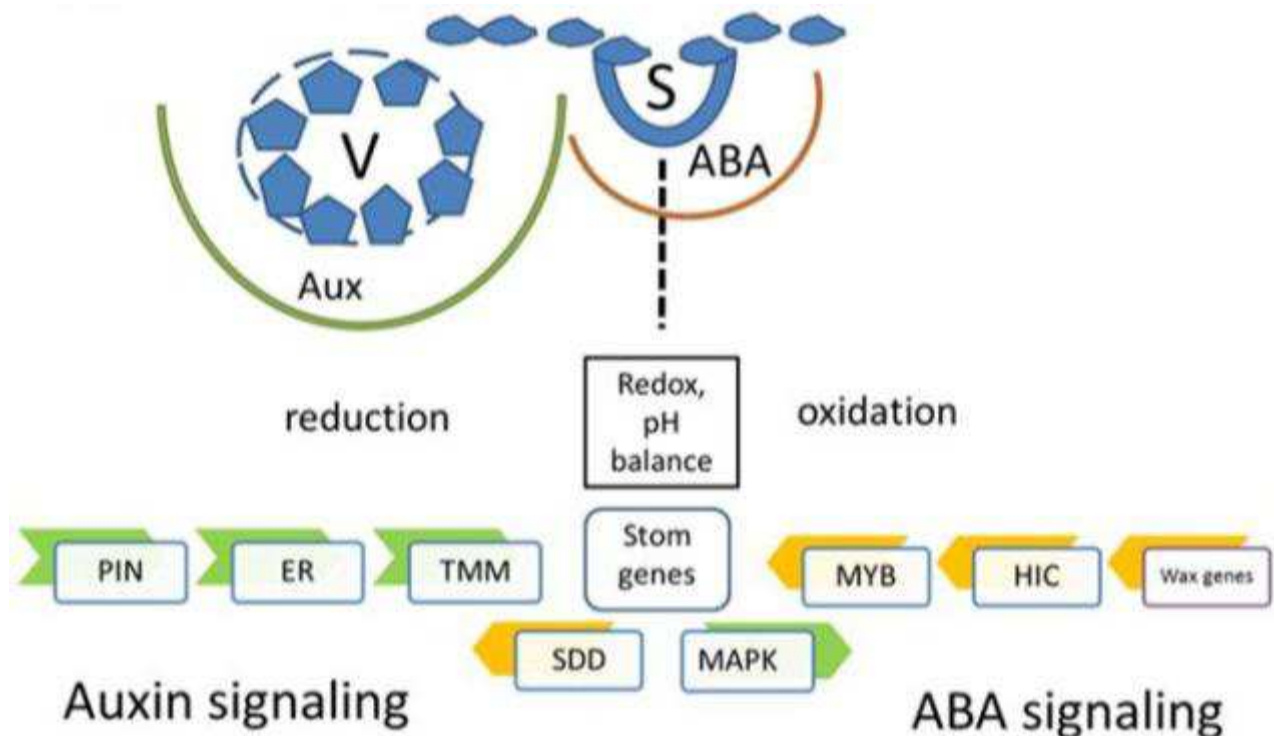 S
V
ABA
Aux
Redox,
pH
balance
reduction
oxidation
Stom
genes
PIN
ER
TMM
MYB
HIC
Wax genes
SDD
MAPK
Auxin signaling
ABA signaling